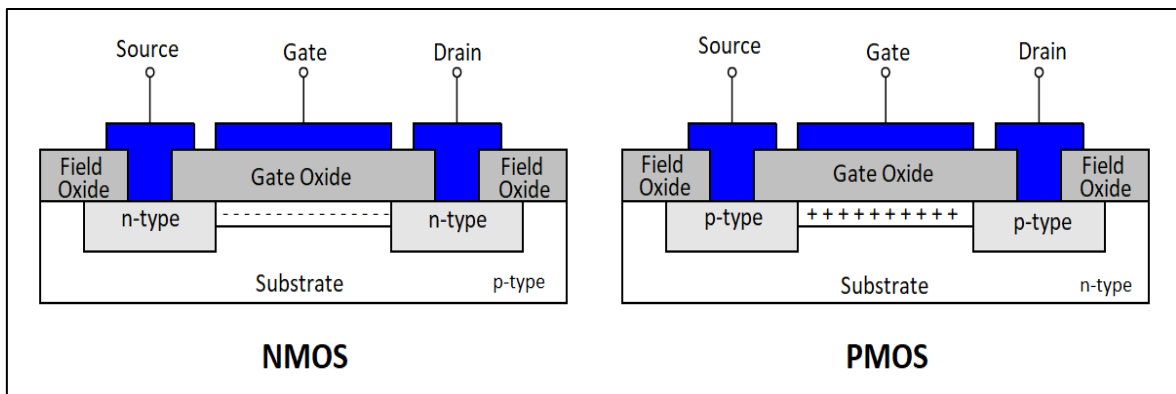 Source Gate Drain
Field Oxide
Gate Oxide
Field Oxide
n-type
- - - - - - - - - - - - - - -
n-type
Substrate
p-type
NMOS
Source Gate Drain
Field Oxide
Gate Oxide
Field Oxide
p-type
+ + + + + + + + + +
p-type
Substrate
n-type
PMOS